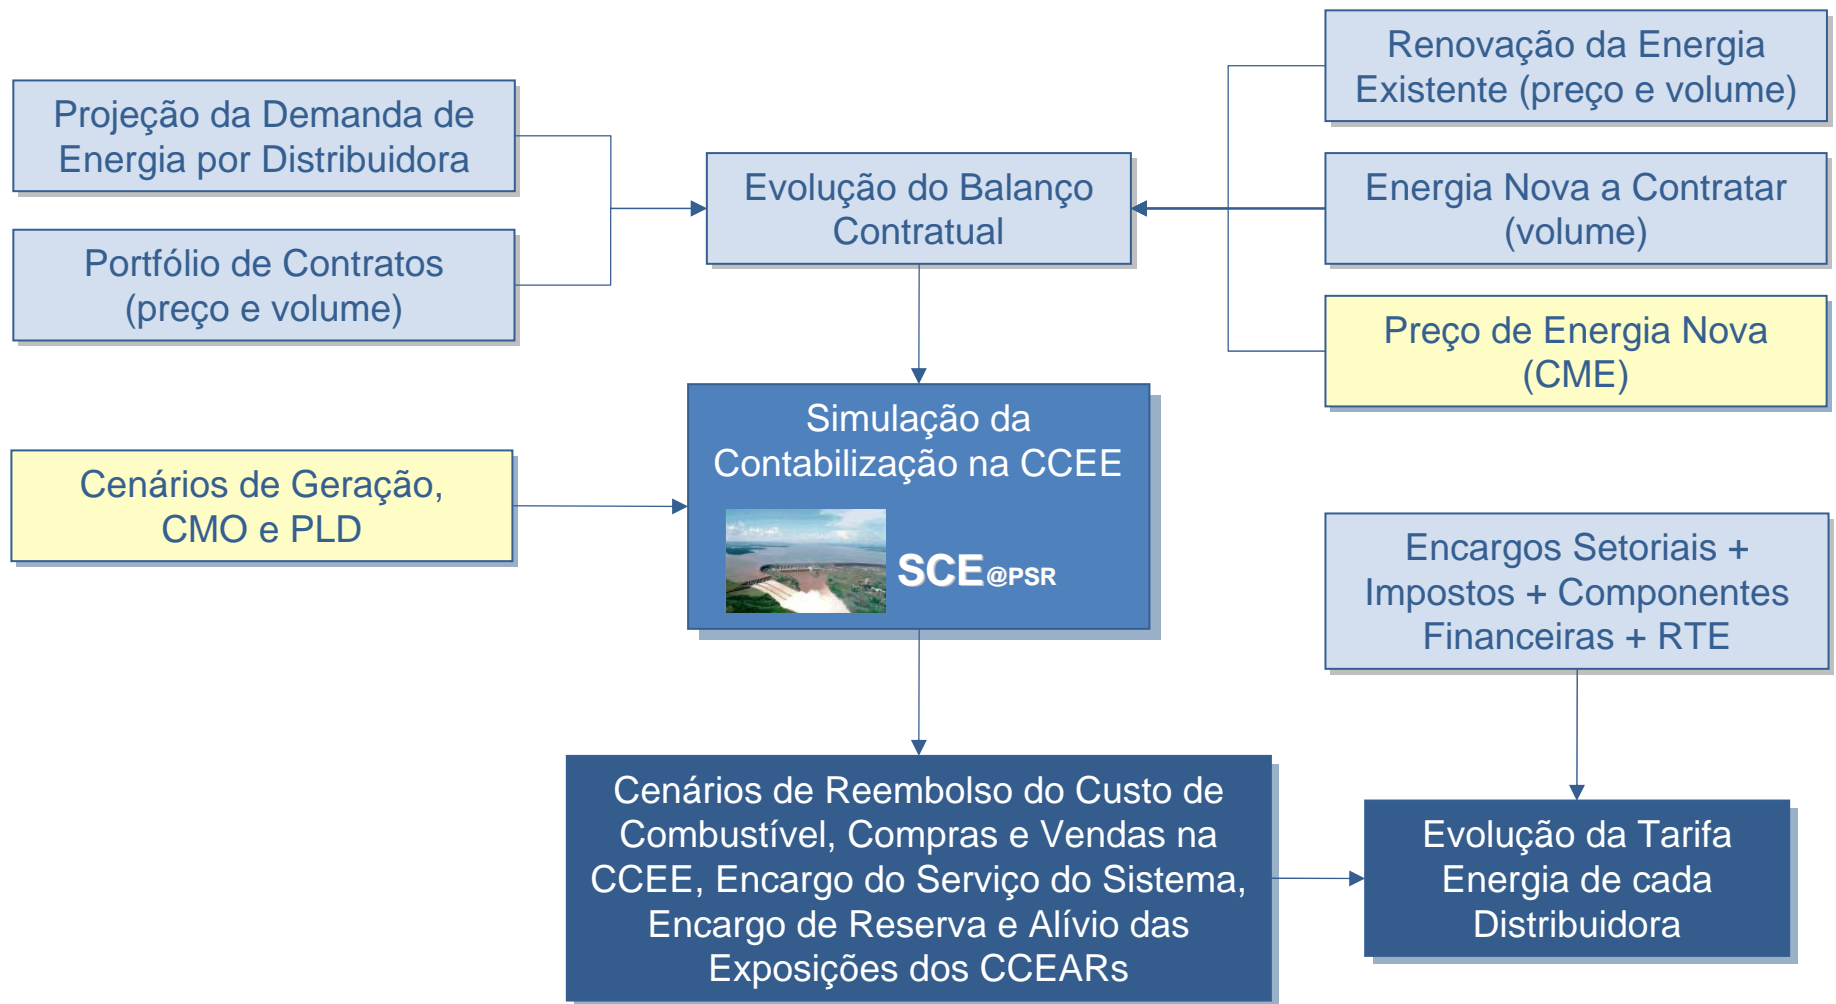 Projeção da Demanda de
Energia por Distribuidora
Portfólio de Contratos
(preço e volume)
Evolução do Balanço
Contratual
Renovação da Energia
Existente (preço e volume)
Energia Nova a Contratar
(volume)
Preço de Energia Nova
(CME)
Cenários de Geração,
CMO e PLD
Simulação da
Contabilização na CCEE
SCE@PSR
Encargos Setoriais +
Impostos + Componentes
Financeiras + RTE
Cenários de Reembolso do Custo de
Combustível, Compras e Vendas na
CCEE, Encargo do Serviço do Sistema,
Encargo de Reserva e Alívio das
Exposições dos CCEARs
Evolução da Tarifa
Energia de cada
Distribuidora